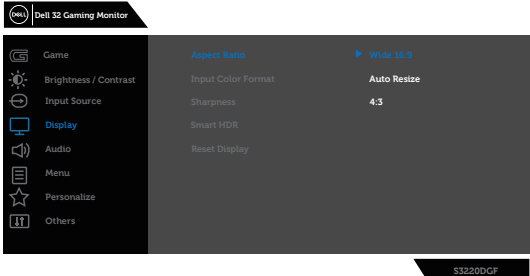 DELL Dell 32 Gaming Monitor
Game
Brightness / Contrast
Input Source
Display
Audio
Menu
Personalize
Others
Aspect Ratio
Input Color Format
Sharpness
Smart HDR
Reset Display
Wide 16:9
Auto Resize
4:3
S3220DGF